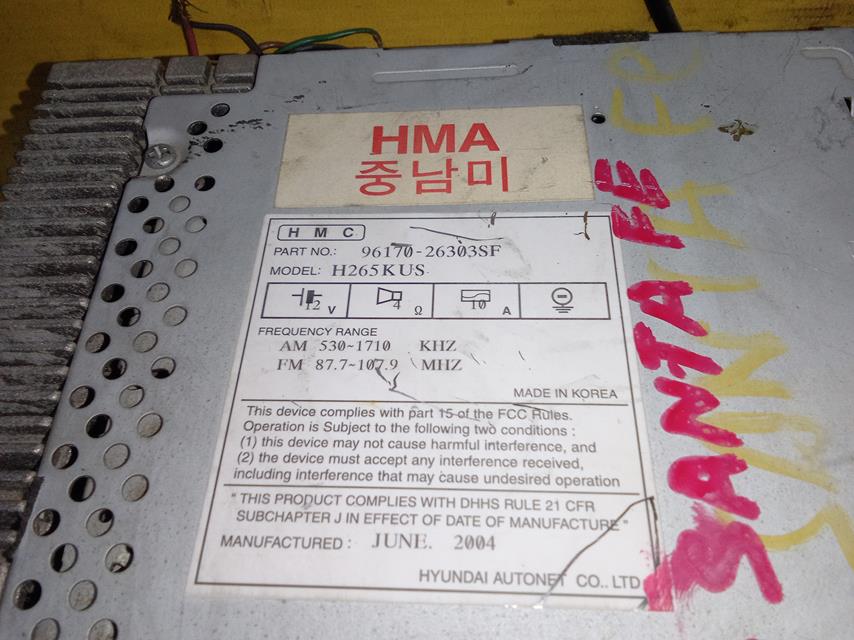 HMA
중남미
HMC
PART NO.: 96170-26303SF
MODEL: H265KUS
12 V 4 Ω 10 A
FREQUENCY RANGE
AM 530~1710 KHZ
FM 87.7~107.9 MHZ
MADE IN KOREA
This device complies with part 15 of the FCC Rules.
Operation is Subject to the following two conditions :
(1) this device may not cause harmful interference, and
(2) the device must accept any interference received,
including interference that may cause undesired operation
" THIS PRODUCT COMPLIES WITH DHHS RULE 21 CFR
SUBCHAPTER J IN EFFECT OF DATE OF MANUFACTURE "
MANUFACTURED : JUNE. 2004
HYUNDAI AUTONET CO.. LTD
SANTA FE